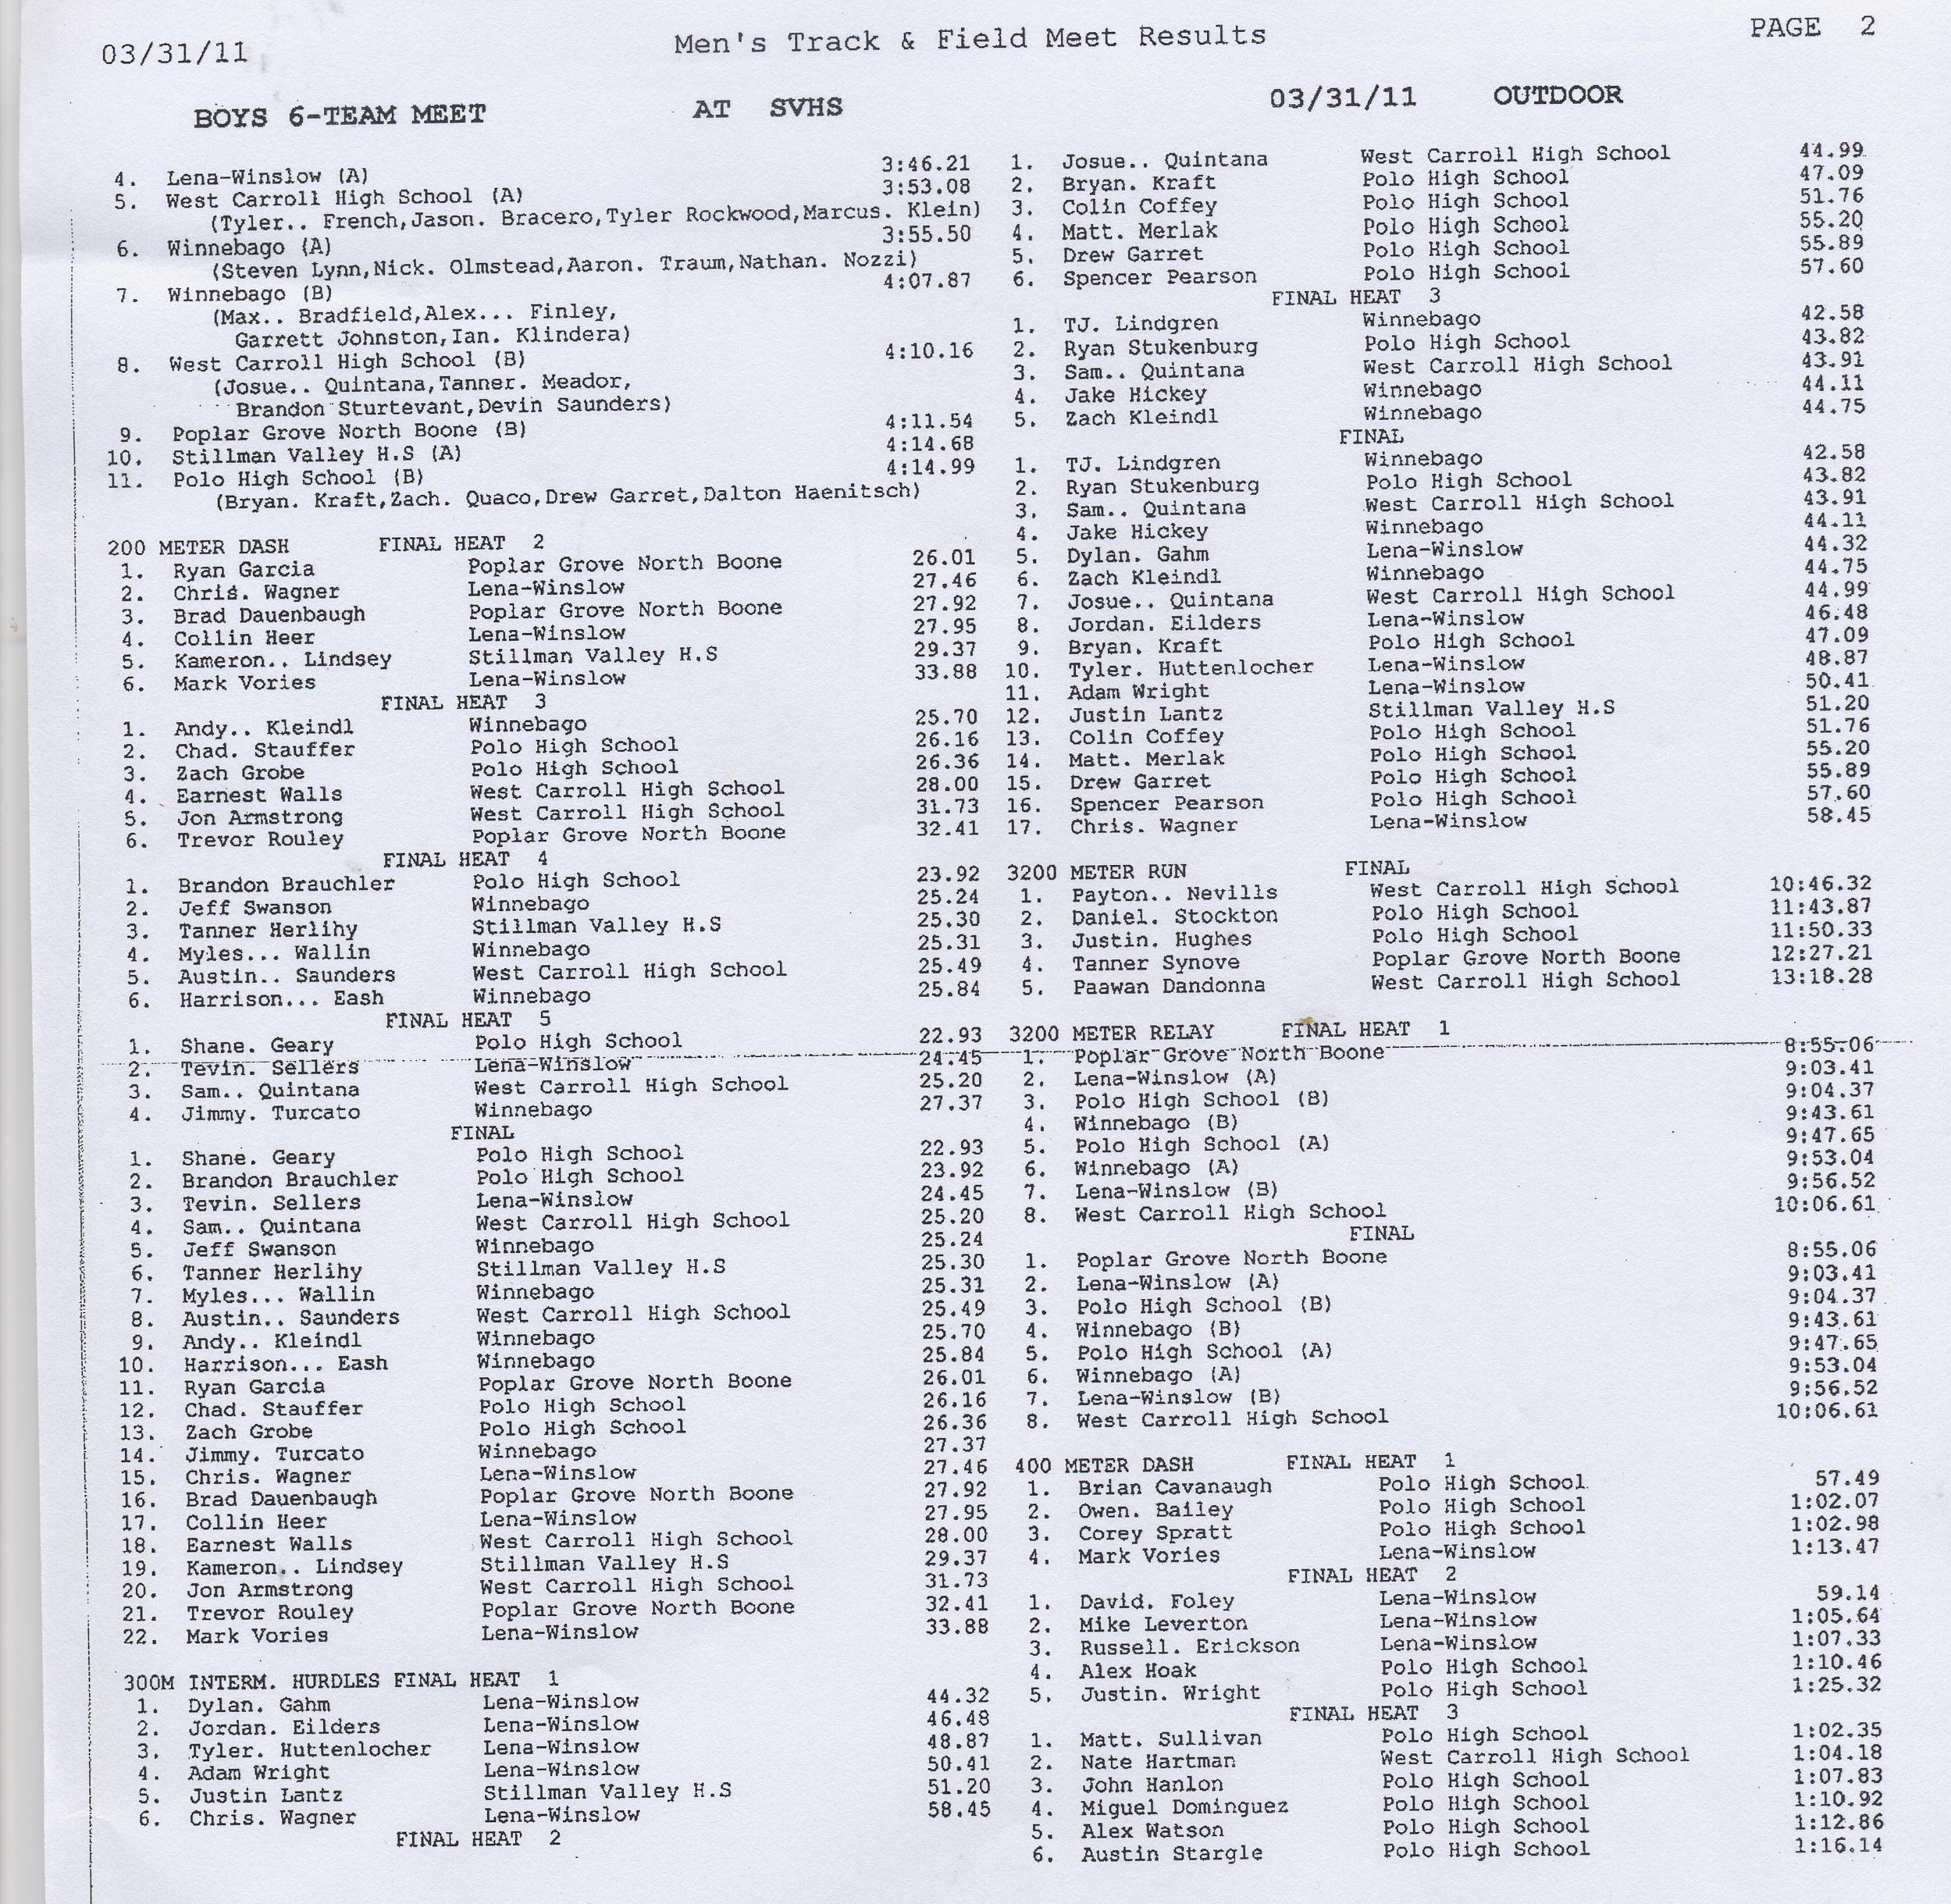 03/31/11 Men's Track & Field Meet Results PAGE 2
BOYS 6-TEAM MEET AT SVHS 03/31/11 OUTDOOR
4. Lena-Winslow (A) 3:46.21
5. West Carroll High School (A) 3:53.08
(Tyler.. French,Jason. Bracero,Tyler Rockwood,Marcus. Klein)
6. Winnebago (A) 3:55.50
(Steven Lynn,Nick. Olmstead,Aaron. Traum,Nathan. Nozzi)
7. Winnebago (B) 4:07.87
(Max.. Bradfield,Alex... Finley,
Garrett Johnston,Ian. Klindera)
8. West Carroll High School (B) 4:10.16
(Josue.. Quintana,Tanner. Meador,
Brandon Sturtevant,Devin Saunders)
9. Poplar Grove North Boone (B) 4:11.54
10. Stillman Valley H.S (A) 4:14.68
11. Polo High School (B) 4:14.99
(Bryan. Kraft,Zach. Quaco,Drew Garret,Dalton Haenitsch)
200 METER DASH FINAL HEAT 2
1. Ryan Garcia Poplar Grove North Boone 26.01
2. Chris. Wagner Lena-Winslow 27.46
3. Brad Dauenbaugh Poplar Grove North Boone 27.92
4. Collin Heer Lena-Winslow 27.95
5. Kameron.. Lindsey Stillman Valley H.S 29.37
6. Mark Vories Lena-Winslow 33.88
FINAL HEAT 3
1. Andy.. Kleindl Winnebago 25.70
2. Chad. Stauffer Polo High School 26.16
3. Zach Grobe Polo High School 26.36
4. Earnest Walls West Carroll High School 28.00
5. Jon Armstrong West Carroll High School 31.73
6. Trevor Rouley Poplar Grove North Boone 32.41
FINAL HEAT 4
1. Brandon Brauchler Polo High School 23.92
2. Jeff Swanson Winnebago 25.24
3. Tanner Herlihy Stillman Valley H.S 25.30
4. Myles... Wallin Winnebago 25.31
5. Austin.. Saunders West Carroll High School 25.49
6. Harrison... Eash Winnebago 25.84
FINAL HEAT 5
1. Shane. Geary Polo High School 22.93
2. Tevin. Sellers Lena-Winslow 24.45
3. Sam.. Quintana West Carroll High School 25.20
4. Jimmy. Turcato Winnebago 27.37
FINAL
1. Shane. Geary Polo High School 22.93
2. Brandon Brauchler Polo High School 23.92
3. Tevin. Sellers Lena-Winslow 24.45
4. Sam.. Quintana West Carroll High School 25.20
5. Jeff Swanson Winnebago 25.24
6. Tanner Herlihy Stillman Valley H.S 25.30
7. Myles... Wallin Winnebago 25.31
8. Austin.. Saunders West Carroll High School 25.49
9. Andy.. Kleindl Winnebago 25.70
10. Harrison... Eash Winnebago 25.84
11. Ryan Garcia Poplar Grove North Boone 26.01
12. Chad. Stauffer Polo High School 26.16
13. Zach Grobe Polo High School 26.36
14. Jimmy. Turcato Winnebago 27.37
15. Chris. Wagner Lena-Winslow 27.46
16. Brad Dauenbaugh Poplar Grove North Boone 27.92
17. Collin Heer Lena-Winslow 27.95
18. Earnest Walls West Carroll High School 28.00
19. Kameron.. Lindsey Stillman Valley H.S 29.37
20. Jon Armstrong West Carroll High School 31.73
21. Trevor Rouley Poplar Grove North Boone 32.41
22. Mark Vories Lena-Winslow 33.88
300M INTERM. HURDLES FINAL HEAT 1
1. Dylan. Gahm Lena-Winslow 44.32
2. Jordan. Eilders Lena-Winslow 46.48
3. Tyler. Huttenlocher Lena-Winslow 48.87
4. Adam Wright Lena-Winslow 50.41
5. Justin Lantz Stillman Valley H.S 51.20
6. Chris. Wagner Lena-Winslow 58.45
FINAL HEAT 2
1. Josue.. Quintana West Carroll High School 44.99
2. Bryan. Kraft Polo High School 47.09
3. Colin Coffey Polo High School 51.76
4. Matt. Merlak Polo High School 55.20
5. Drew Garret Polo High School 55.89
6. Spencer Pearson Polo High School 57.60
FINAL HEAT 3
1. TJ. Lindgren Winnebago 42.58
2. Ryan Stukenburg Polo High School 43.82
3. Sam.. Quintana West Carroll High School 43.91
4. Jake Hickey Winnebago 44.11
5. Zach Kleindl Winnebago 44.75
FINAL
1. TJ. Lindgren Winnebago 42.58
2. Ryan Stukenburg Polo High School 43.82
3. Sam.. Quintana West Carroll High School 43.91
4. Jake Hickey Winnebago 44.11
5. Dylan. Gahm Lena-Winslow 44.32
6. Zach Kleindl Winnebago 44.75
7. Josue.. Quintana West Carroll High School 44.99
8. Jordan. Eilders Lena-Winslow 46.48
9. Bryan. Kraft Polo High School 47.09
10. Tyler. Huttenlocher Lena-Winslow 48.87
11. Adam Wright Lena-Winslow 50.41
12. Justin Lantz Stillman Valley H.S 51.20
13. Colin Coffey Polo High School 51.76
14. Matt. Merlak Polo High School 55.20
15. Drew Garret Polo High School 55.89
16. Spencer Pearson Polo High School 57.60
17. Chris. Wagner Lena-Winslow 58.45
3200 METER RUN FINAL
1. Payton.. Nevills West Carroll High School 10:46.32
2. Daniel. Stockton Polo High School 11:43.87
3. Justin. Hughes Polo High School 11:50.33
4. Tanner Synove Poplar Grove North Boone 12:27.21
5. Paawan Dandonna West Carroll High School 13:18.28
3200 METER RELAY FINAL HEAT 1
1. Poplar Grove North Boone 8:55.06
2. Lena-Winslow (A) 9:03.41
3. Polo High School (B) 9:04.37
4. Winnebago (B) 9:43.61
5. Polo High School (A) 9:47.65
6. Winnebago (A) 9:53.04
7. Lena-Winslow (B) 9:56.52
8. West Carroll High School 10:06.61
FINAL
1. Poplar Grove North Boone 8:55.06
2. Lena-Winslow (A) 9:03.41
3. Polo High School (B) 9:04.37
4. Winnebago (B) 9:43.61
5. Polo High School (A) 9:47.65
6. Winnebago (A) 9:53.04
7. Lena-Winslow (B) 9:56.52
8. West Carroll High School 10:06.61
400 METER DASH FINAL HEAT 1
1. Brian Cavanaugh Polo High School 57.49
2. Owen. Bailey Polo High School 1:02.07
3. Corey Spratt Polo High School 1:02.98
4. Mark Vories Lena-Winslow 1:13.47
FINAL HEAT 2
1. David. Foley Lena-Winslow 59.14
2. Mike Leverton Lena-Winslow 1:05.64
3. Russell. Erickson Lena-Winslow 1:07.33
4. Alex Hoak Polo High School 1:10.46
5. Justin. Wright Polo High School 1:25.32
FINAL HEAT 3
1. Matt. Sullivan Polo High School 1:02.35
2. Nate Hartman West Carroll High School 1:04.18
3. John Hanlon Polo High School 1:07.83
4. Miguel Dominguez Polo High School 1:10.92
5. Alex Watson Polo High School 1:12.86
6. Austin Stargle Polo High School 1:16.14